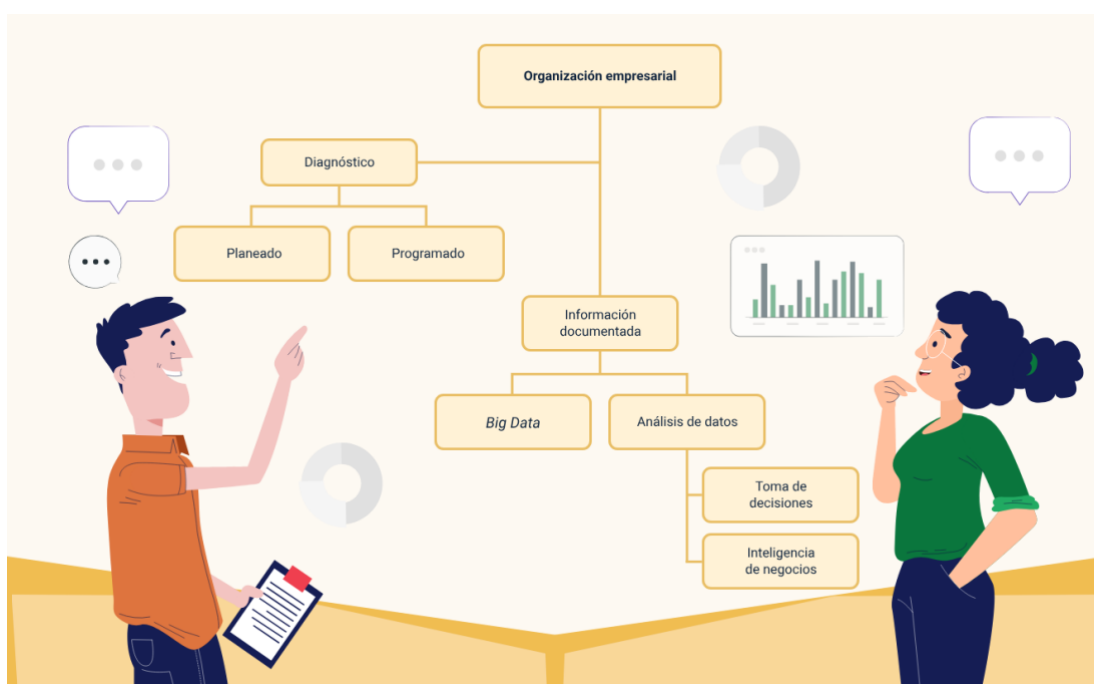 Organización empresarial
Diagnóstico
Planeado
Programado
Información
documentada
Big Data
Análisis de datos
Toma de
decisiones
Inteligencia
de negocios